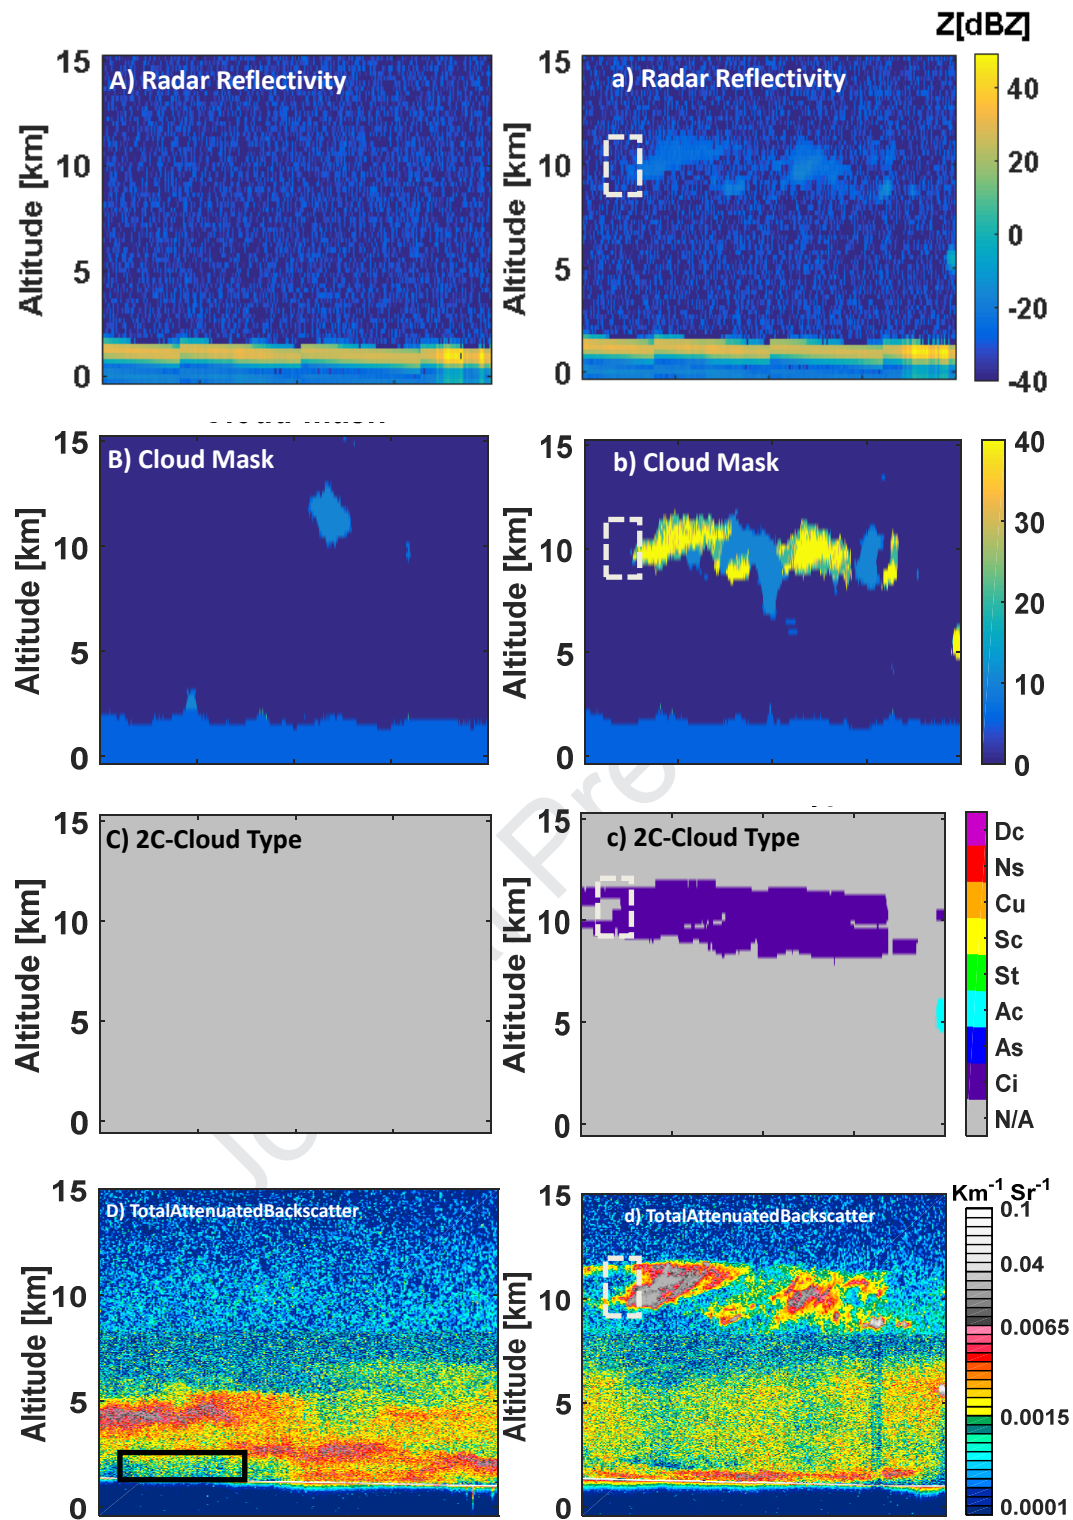 Z[dBZ]
A) Radar Reflectivity
a) Radar Reflectivity
15
10
5
0
Altitude [km]
15
10
5
0
Altitude [km]
40
20
0
-20
-40
B) Cloud Mask
b) Cloud Mask
15
10
5
0
Altitude [km]
15
10
5
0
Altitude [km]
40
30
20
10
0
C) 2C-Cloud Type
c) 2C-Cloud Type
15
10
5
0
Altitude [km]
15
10
5
0
Altitude [km]
Dc
Ns
Cu
Sc
St
Ac
As
Ci
N/A
D) TotalAttenuatedBackscatter
d) TotalAttenuatedBackscatter
15
10
5
0
Altitude [km]
15
10
5
0
Altitude [km]
Km⁻¹ Sr⁻¹
0.1
0.04
0.0065
0.0015
0.0001